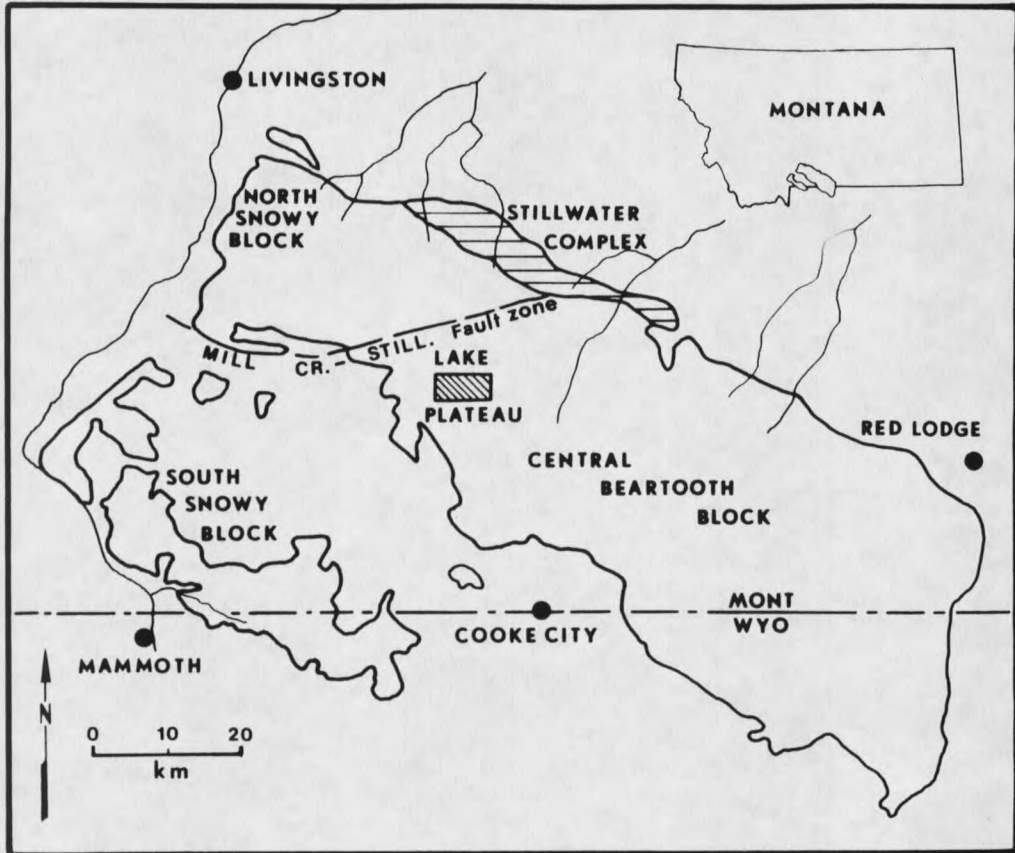 LIVINGSTON
MONTANA
NORTH
SNOWY
BLOCK
STILLWATER
COMPLEX
MILL CR. STILL. Fault zone
LAKE
PLATEAU
RED LODGE
CENTRAL
BEARTOOTH
BLOCK
SOUTH
SNOWY
BLOCK
MONT
WYO
COOKE CITY
MAMMOTH
N
0 10 20
km